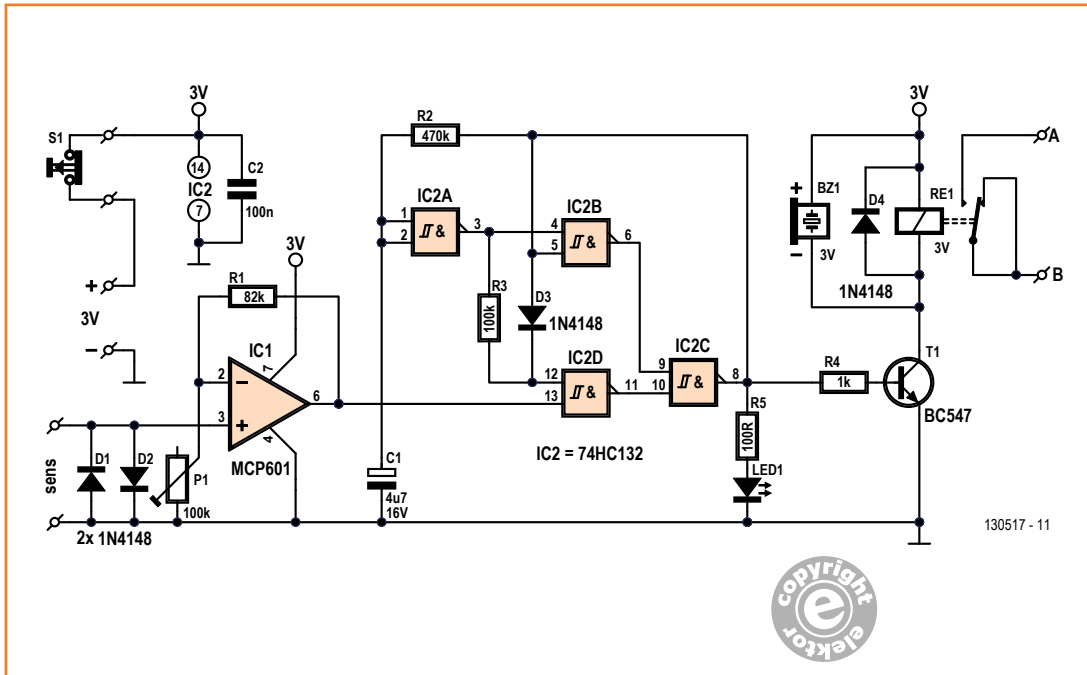 3V
S1
14
IC2
7
C2
100n
+
3V
–
sens
D1
D2
2x 1N4148
P1
100k
R1
82k
3V
IC1
2
–
3
+
7
6
4
MCP601
R2
470k
IC2A
1
2
&
3
R3
100k
D3
1N4148
IC2B
4
5
&
6
IC2D
12
13
&
11
IC2C
9
10
&
8
IC2 = 74HC132
C1
4u7
16V
R5
100R
LED1
R4
1k
T1
BC547
3V
+
BZ1
–
3V
D4
1N4148
RE1
3V
A
B
130517 - 11
copyright
e
elektor